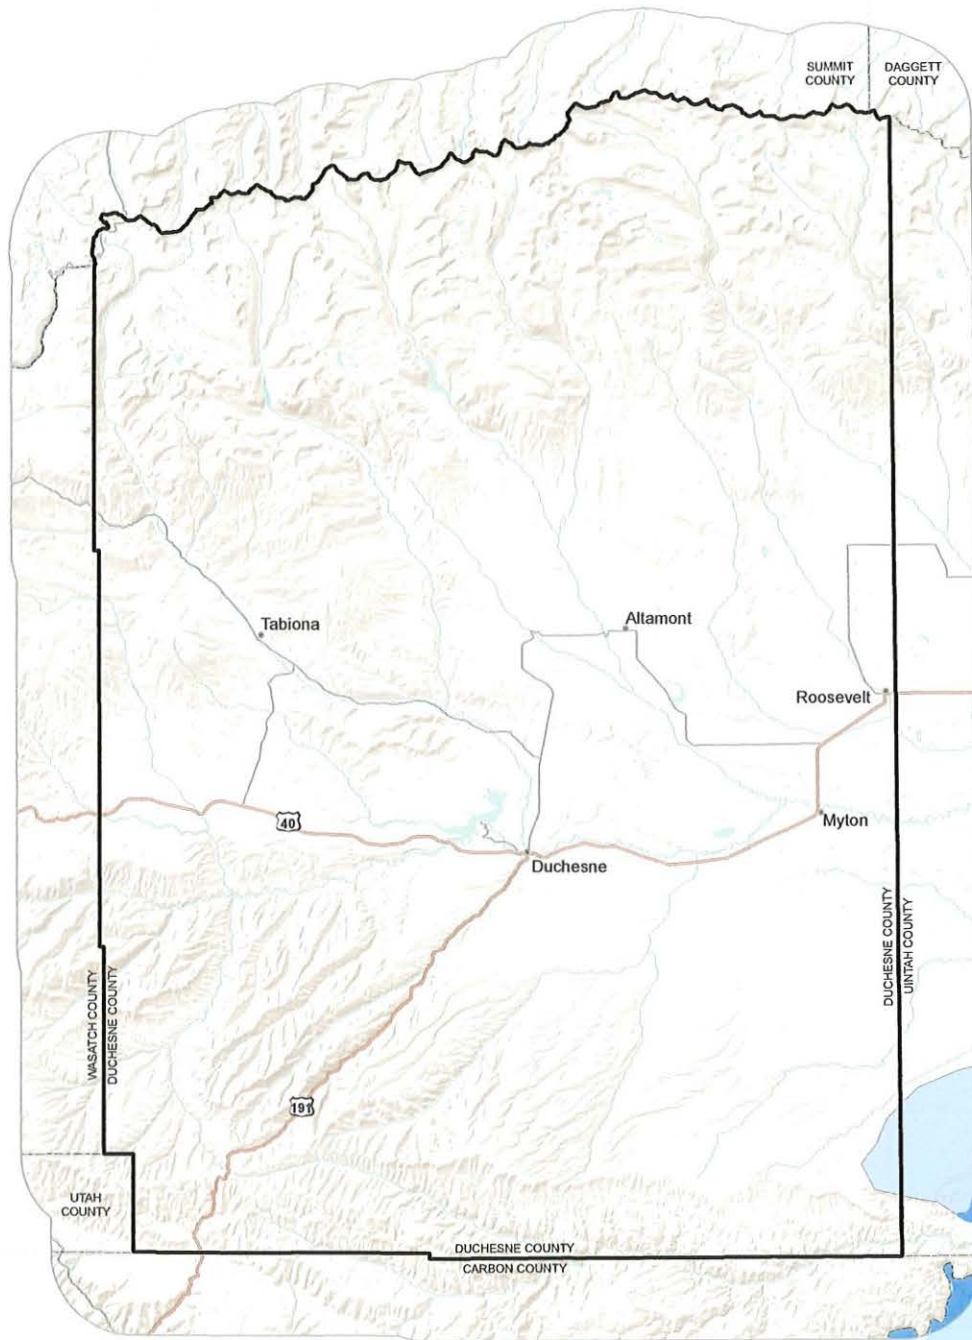 SUMMIT
COUNTY
DAGGETT
COUNTY
Tabiona
Altamont
Roosevelt
40
Myton
Duchesne
WASATCH COUNTY
DUCHESNE COUNTY
DUCHESNE COUNTY
UINTAH COUNTY
191
UTAH
COUNTY
DUCHESNE COUNTY
CARBON COUNTY